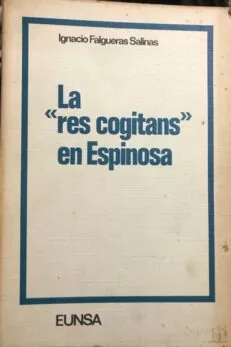 Ignacio Falgueras Salinas
La
«res cogitans»
en Espinosa
EUNSA